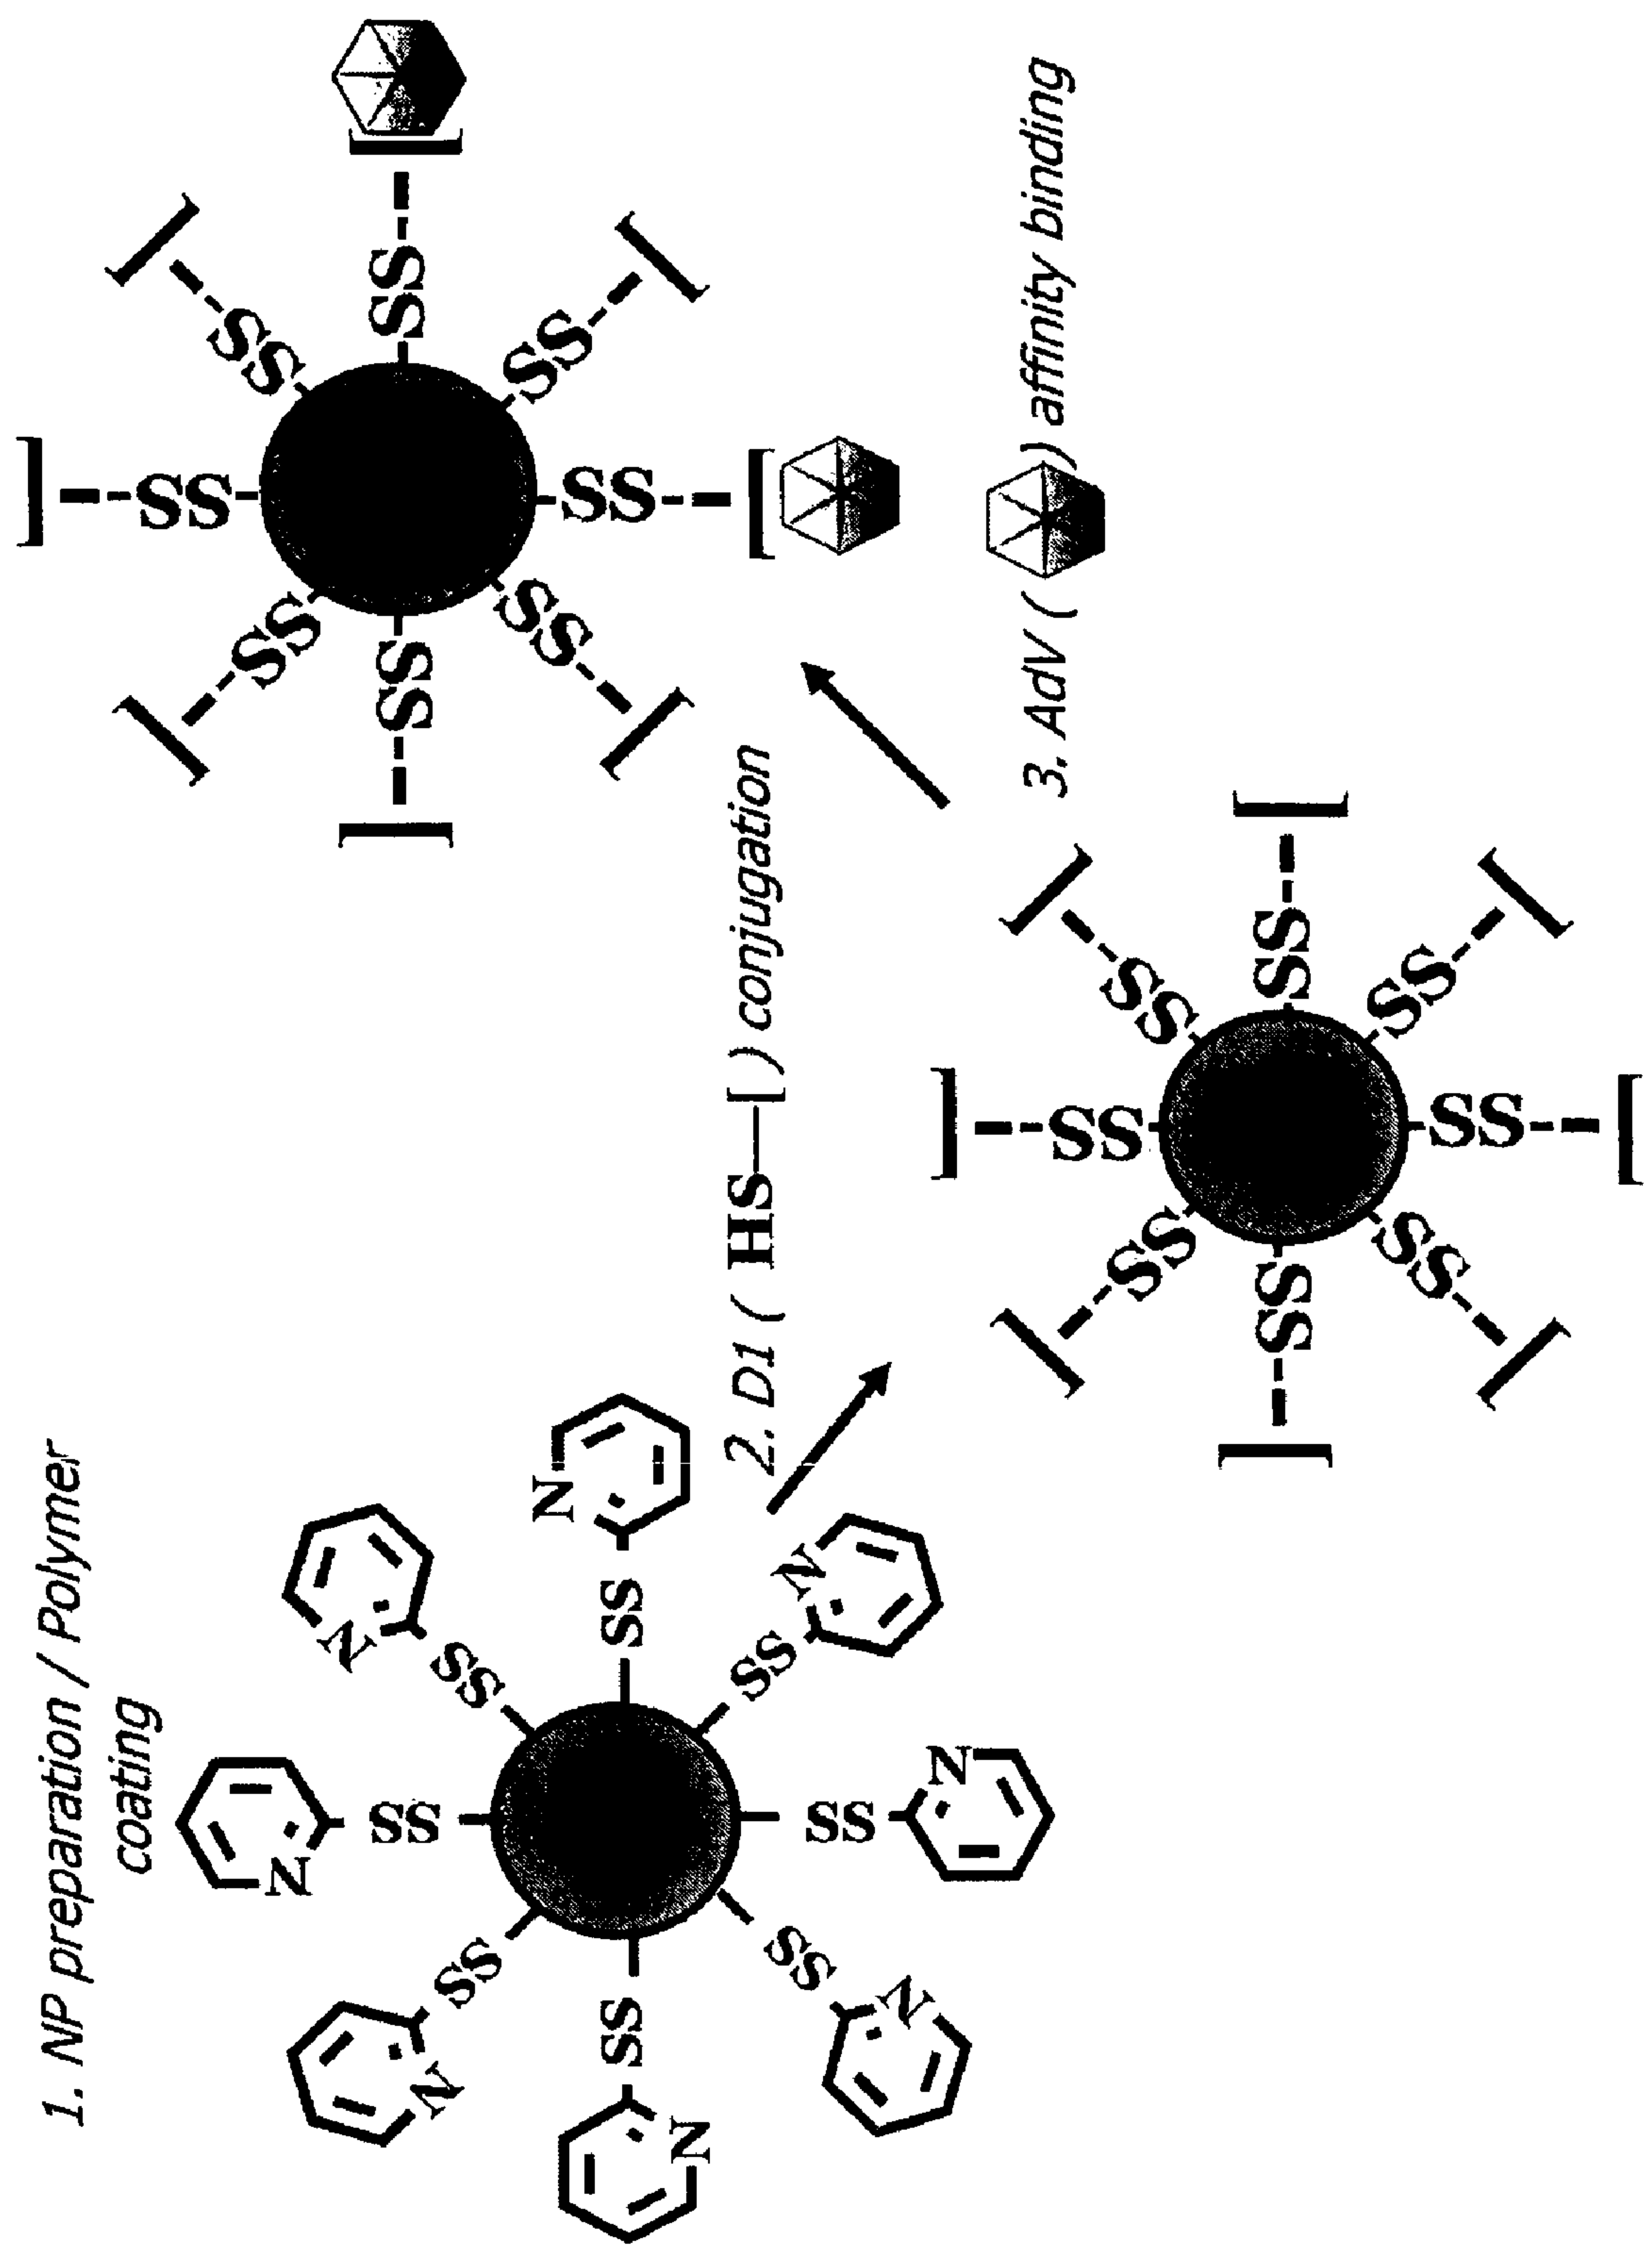 1. NP preparation / Polymer
coating
N
SS
N
SS
N
SS
N
SS
N
SS
N
SS
N
SS
N
SS
2. D1 ( HS—[ ) conjugation
SS
SS
SS
SS
SS
SS
SS
SS
3. AdV ( ) affinity binding
SS
SS
SS
SS
SS
SS
SS
SS